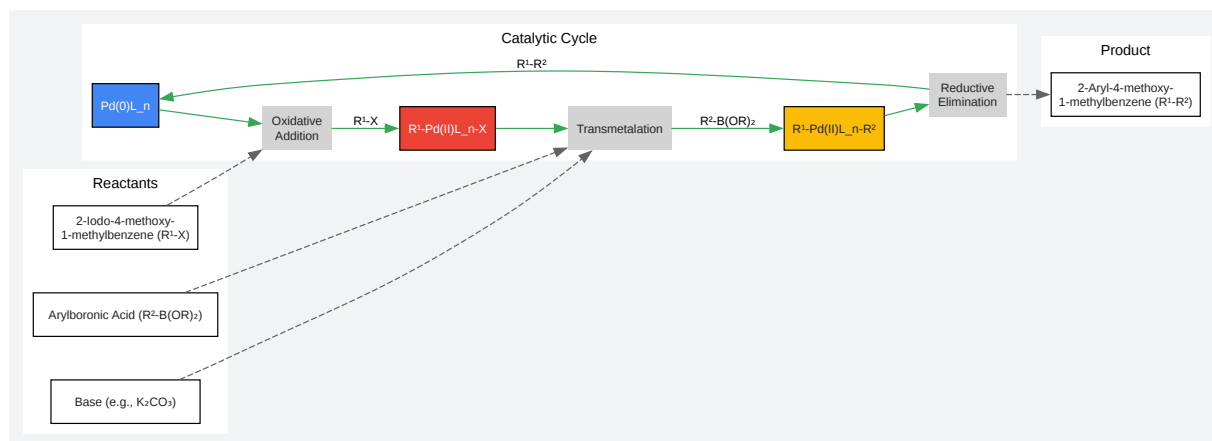 Catalytic Cycle
R¹-R²
Pd(0)L_n
Oxidative
Addition
R¹-X
R¹-Pd(II)L_n-X
Transmetalation
R²-B(OR)₂
R¹-Pd(II)L_n-R²
Reductive
Elimination
Product
2-Aryl-4-methoxy-
1-methylbenzene (R¹-R²)
Reactants
2-Iodo-4-methoxy-
1-methylbenzene (R¹-X)
Arylboronic Acid (R²-B(OR)₂)
Base (e.g., K₂CO₃)